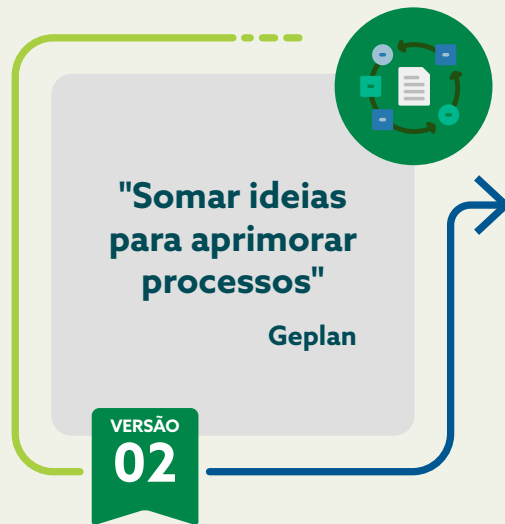 "Somar ideias
para aprimorar
processos"
Geplan
VERSÃO
02